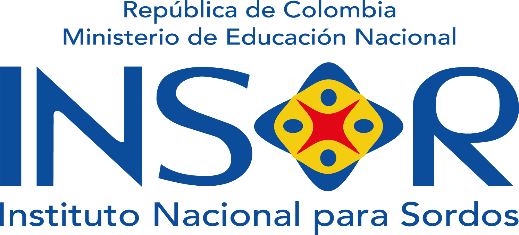 República de Colombia
Ministerio de Educación Nacional
INSOR
Instituto Nacional para Sordos